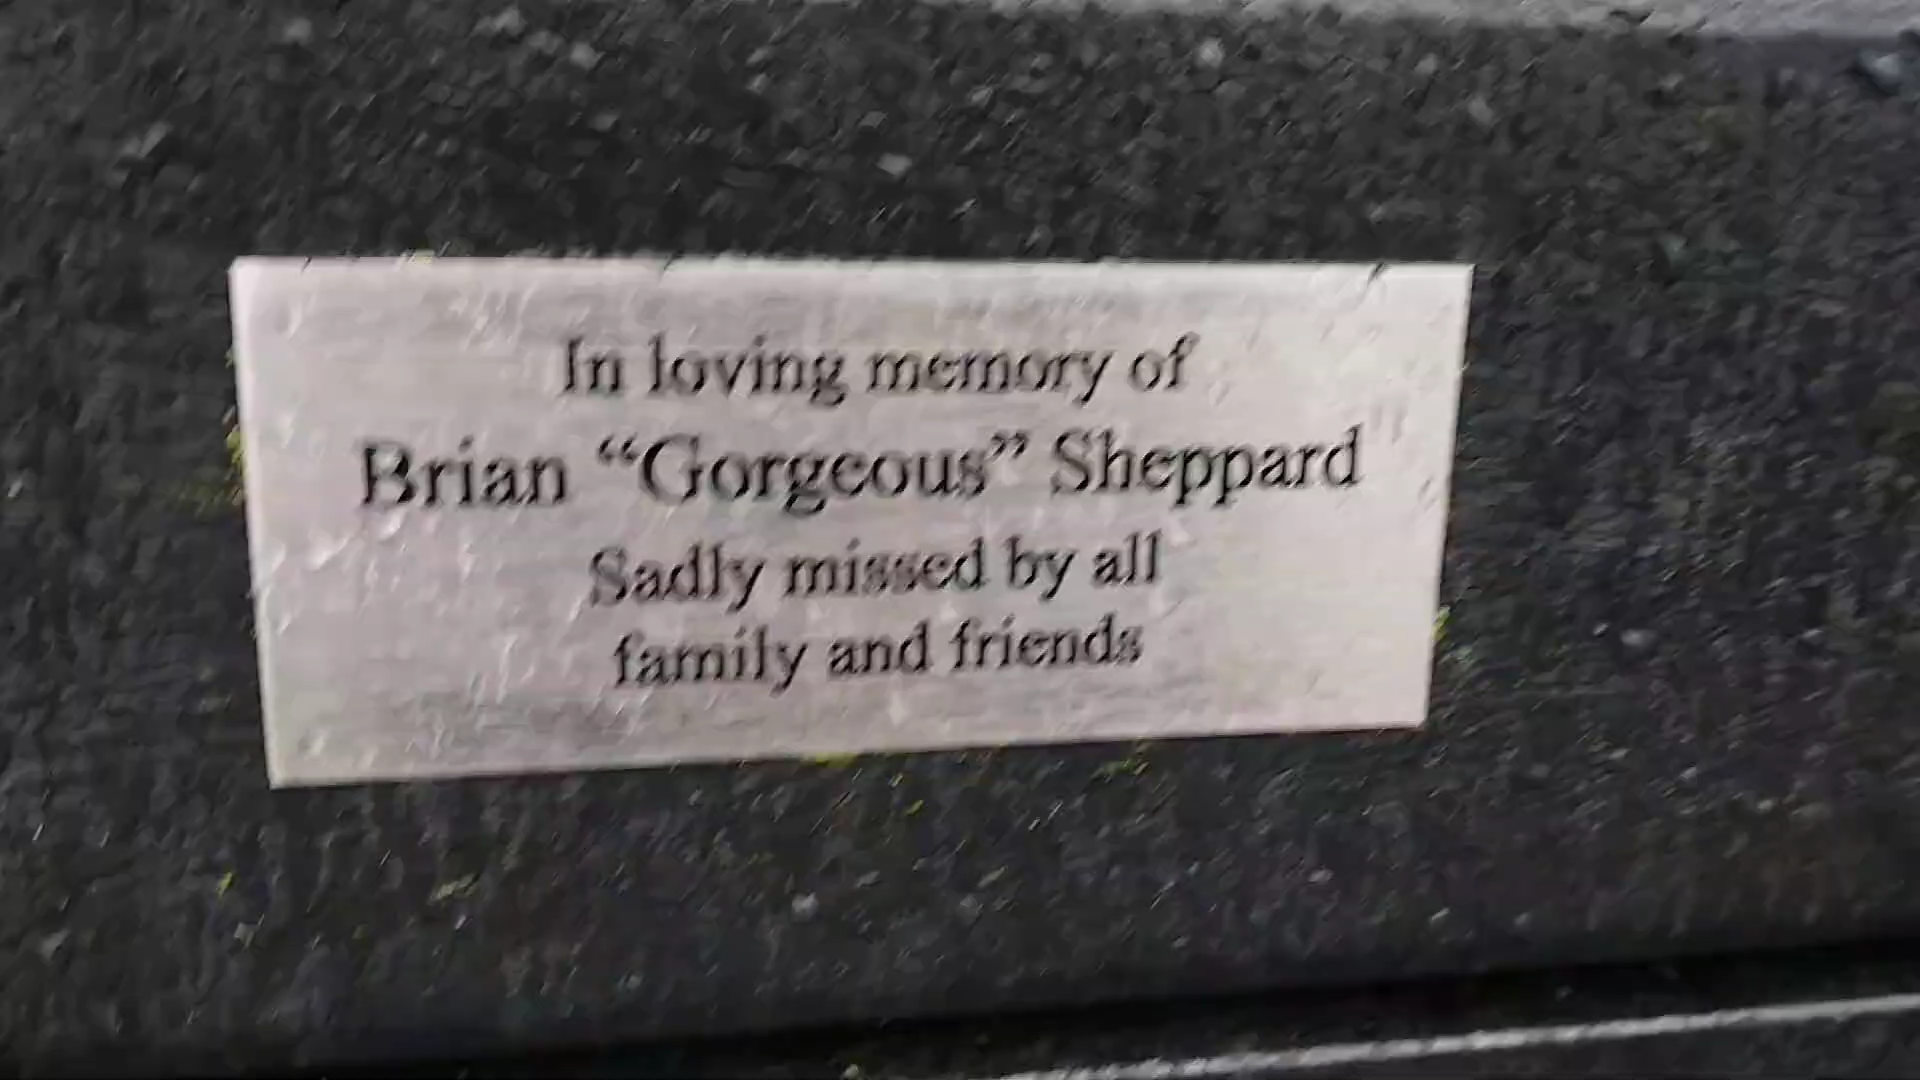 In loving memory of
Brian “Gorgeous” Sheppard
Sadly missed by all
family and friends